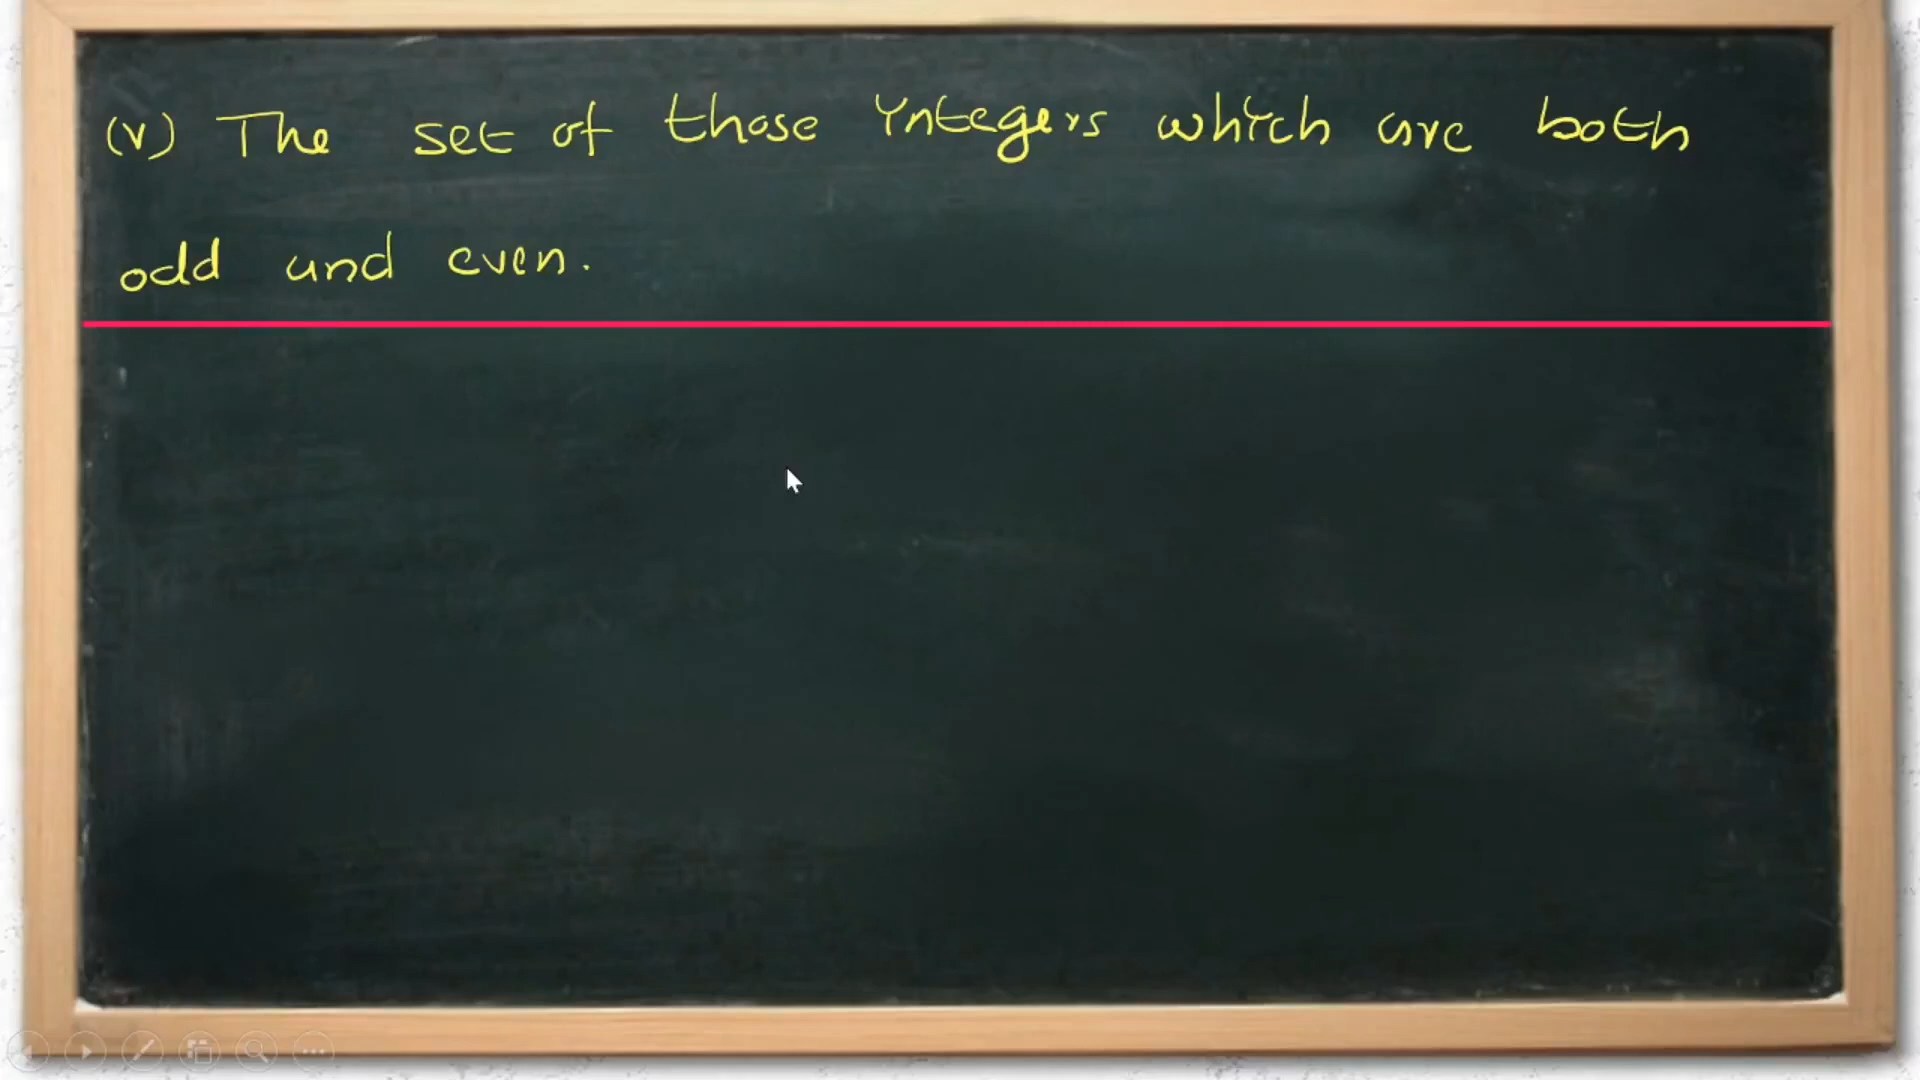 (v) The set of those integers which are both
odd and even.